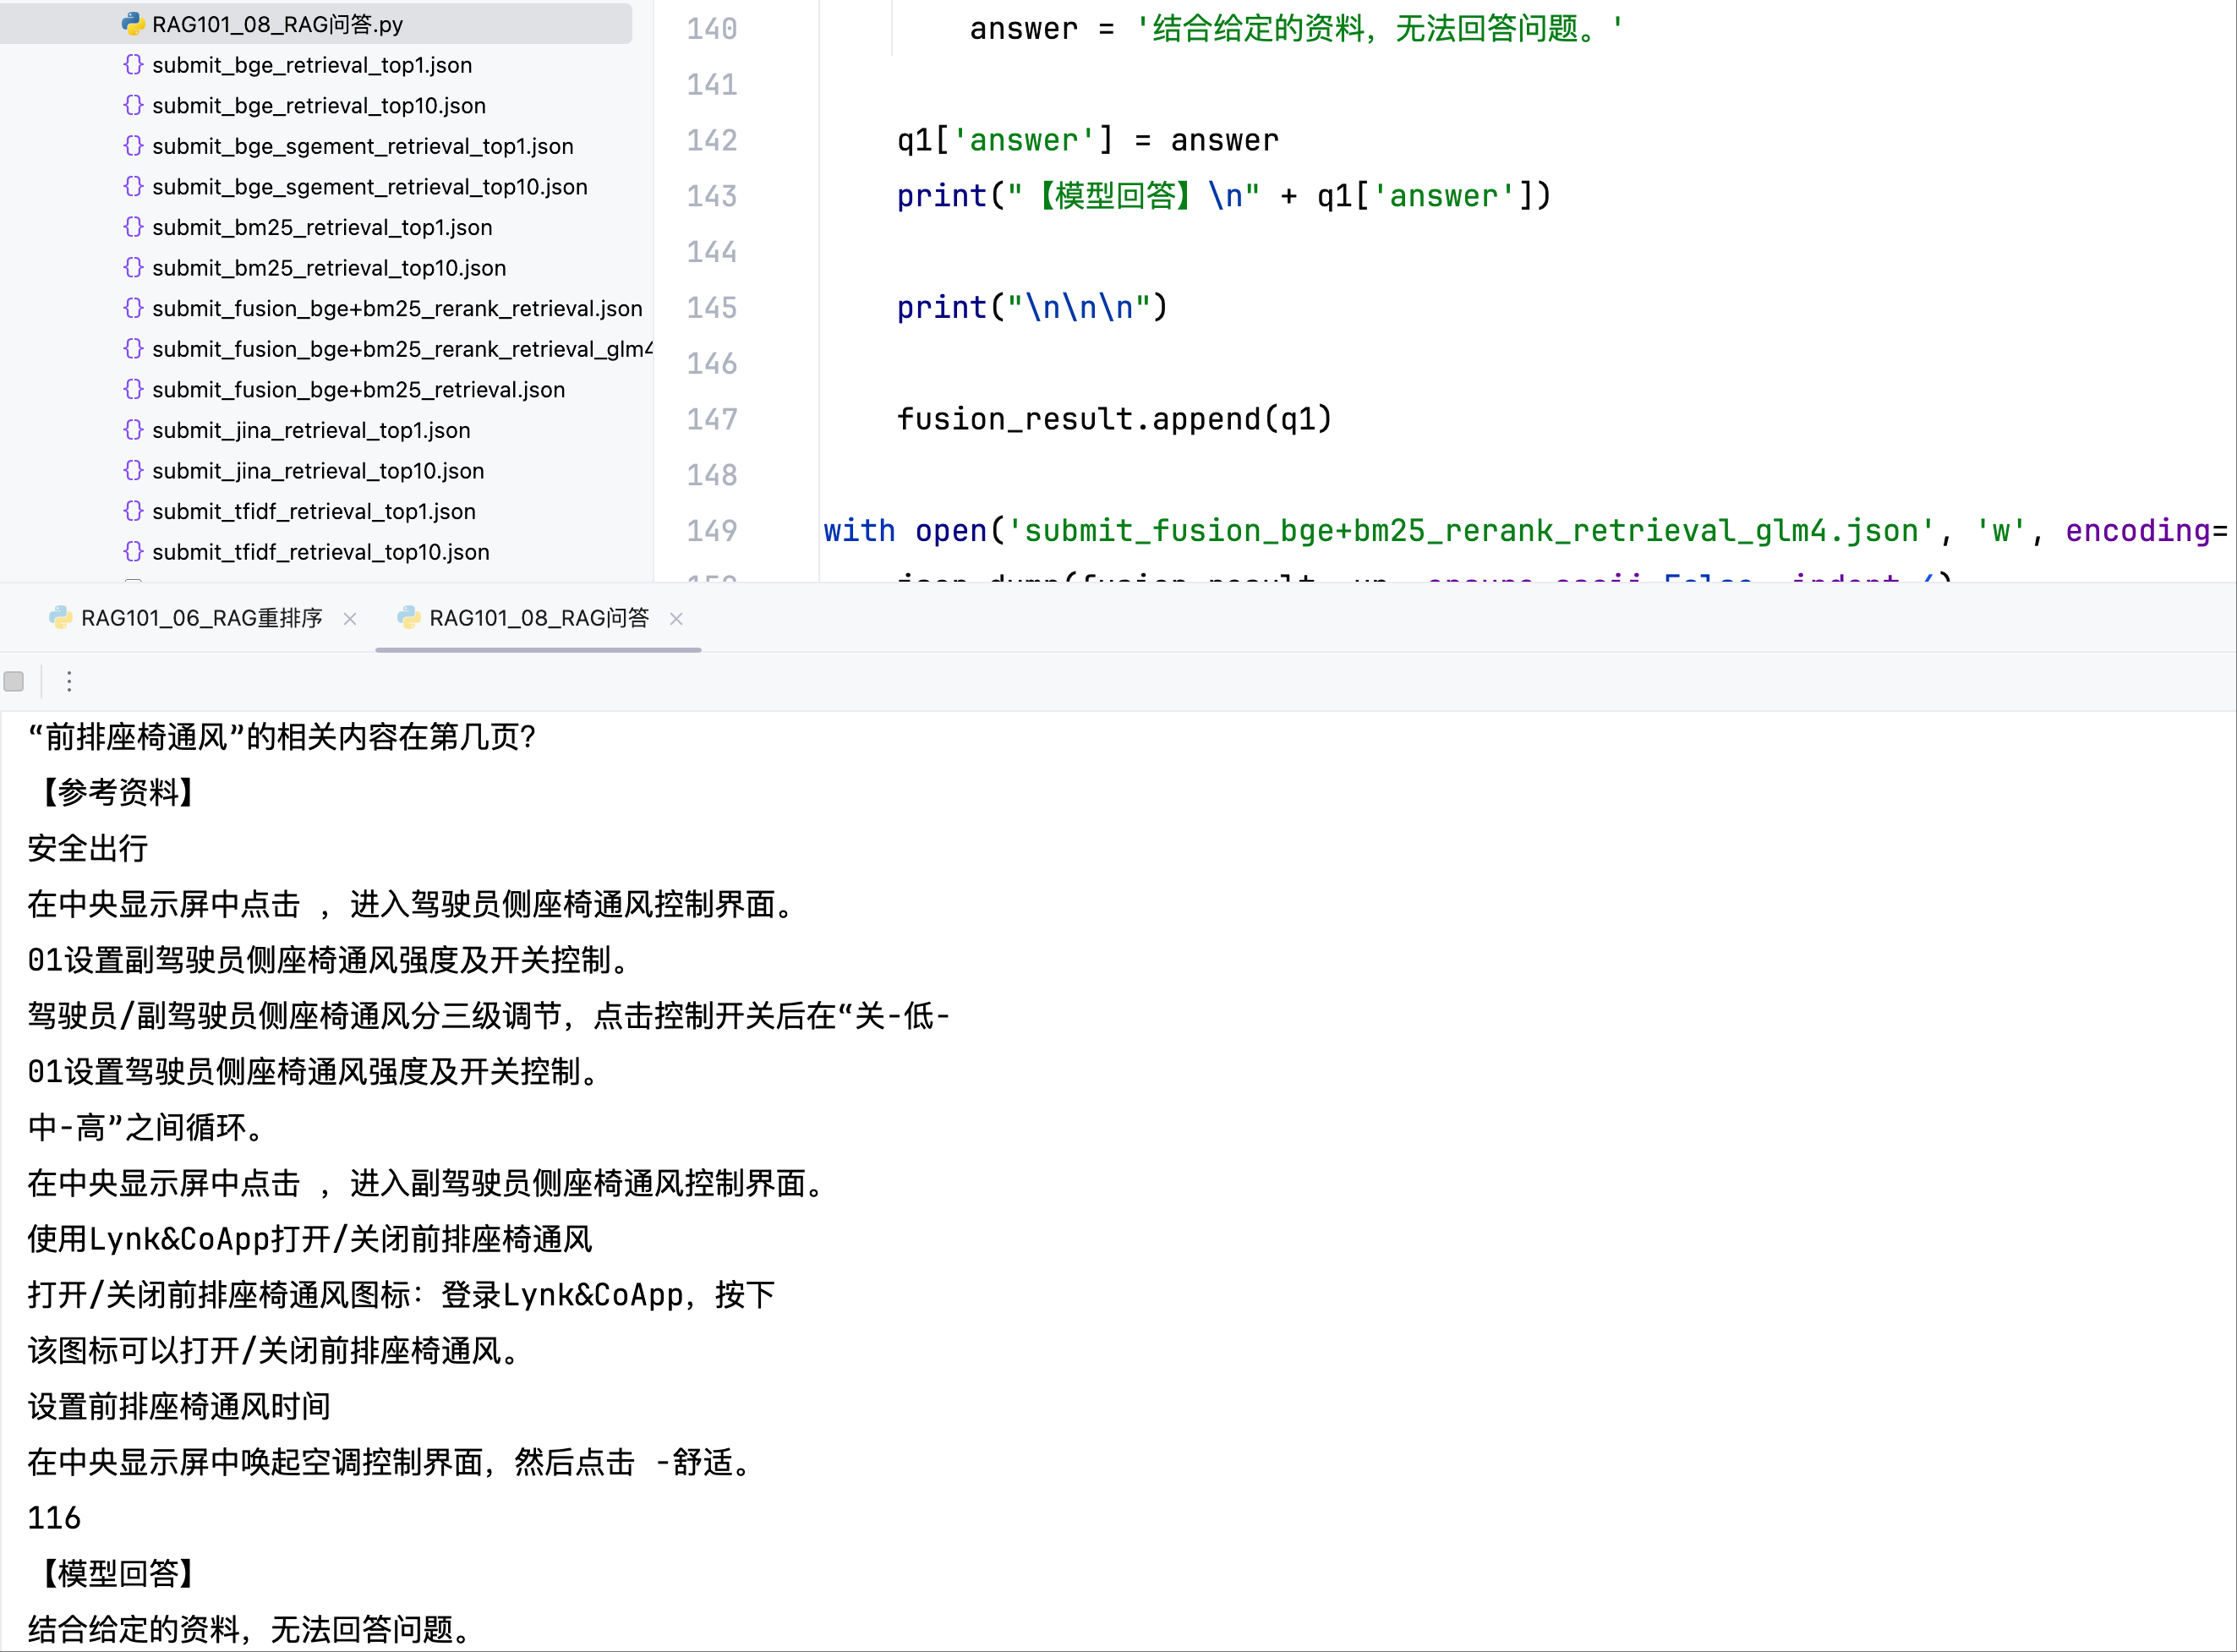 RAG101_08_RAG问答.py
submit_bge_retrieval_top1.json
submit_bge_retrieval_top10.json
submit_bge_sgement_retrieval_top1.json
submit_bge_sgement_retrieval_top10.json
submit_bm25_retrieval_top1.json
submit_bm25_retrieval_top10.json
submit_fusion_bge+bm25_rerank_retrieval.json
submit_fusion_bge+bm25_rerank_retrieval_glm4
submit_fusion_bge+bm25_retrieval.json
submit_jina_retrieval_top1.json
submit_jina_retrieval_top10.json
submit_tfidf_retrieval_top1.json
submit_tfidf_retrieval_top10.json
140 answer = '结合给定的资料，无法回答问题。'
141
142 q1['answer'] = answer
143 print("【模型回答】\n" + q1['answer'])
144
145 print("\n\n\n")
146
147 fusion_result.append(q1)
148
149 with open('submit_fusion_bge+bm25_rerank_retrieval_glm4.json', 'w', encoding=
RAG101_06_RAG重排序
RAG101_08_RAG问答
“前排座椅通风”的相关内容在第几页？
【参考资料】
安全出行
在中央显示屏中点击 ，进入驾驶员侧座椅通风控制界面。
01设置副驾驶员侧座椅通风强度及开关控制。
驾驶员/副驾驶员侧座椅通风分三级调节，点击控制开关后在“关-低-
01设置驾驶员侧座椅通风强度及开关控制。
中-高”之间循环。
在中央显示屏中点击 ，进入副驾驶员侧座椅通风控制界面。
使用Lynk&CoApp打开/关闭前排座椅通风
打开/关闭前排座椅通风图标：登录Lynk&CoApp，按下
该图标可以打开/关闭前排座椅通风。
设置前排座椅通风时间
在中央显示屏中唤起空调控制界面，然后点击 -舒适。
116
【模型回答】
结合给定的资料，无法回答问题。